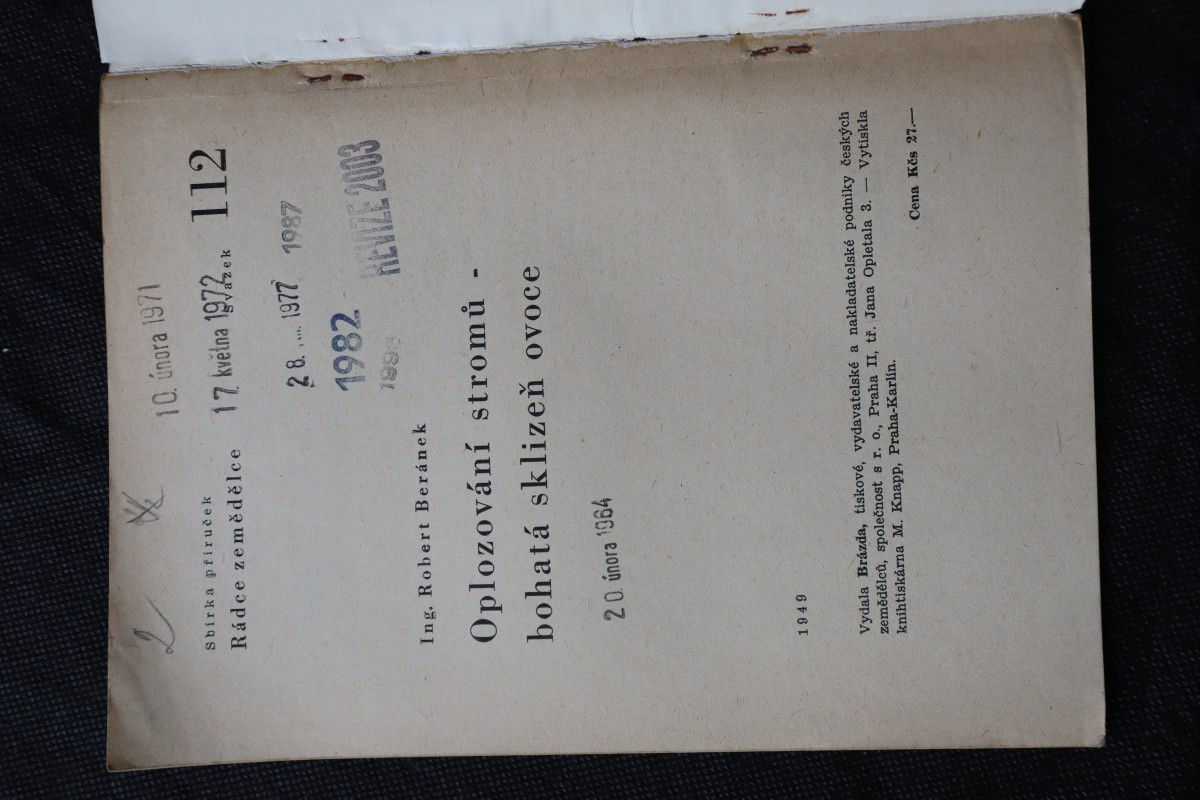 2
10. února 1971
Sbírka příruček
Rádce zemědělce
17. května 1972
svazek 112
28. 1977 1987
1982
REVIZE 2003
Ing. Robert Beránek
Oplozování stromů -
bohatá sklizeň ovoce
20. února 1964
1949
Vydala Brázda, tiskové, vydavatelské a nakladatelské podniky českých
zemědělců, společnost s r. o., Praha II, tř. Jana Opletala 3. — Vytiskla
knihtiskárna M. Knapp, Praha-Karlín.
Cena Kčs 27.—